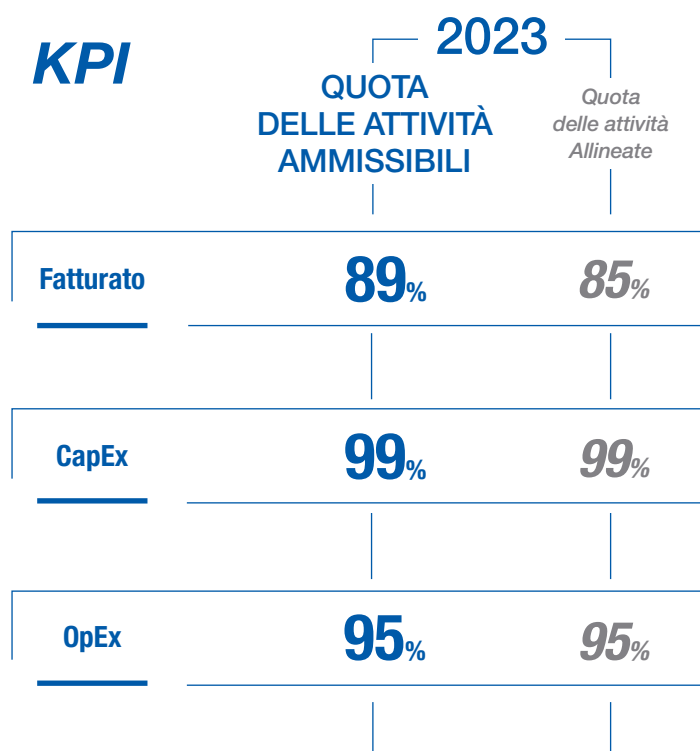 KPI
2023
QUOTA
DELLE ATTIVITÀ
AMMISSIBILI
Quota
delle attività
Allineate
Fatturato 89% 85%
CapEx 99% 99%
OpEx 95% 95%